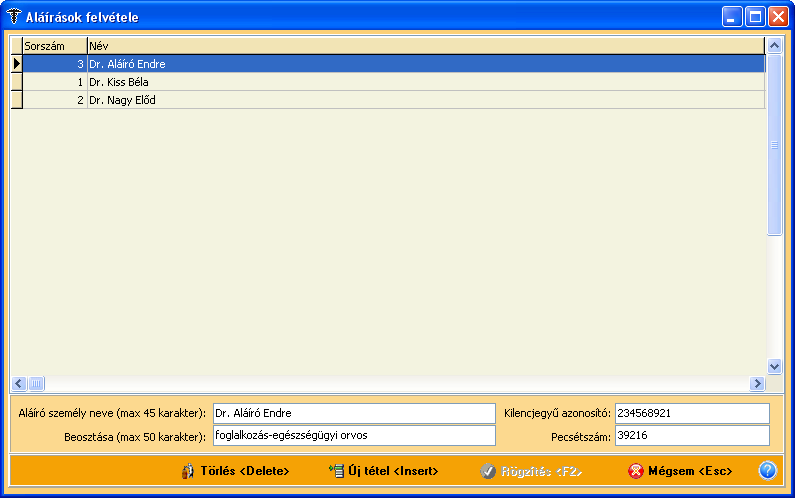 Aláírások felvétele
Sorszám Név
3 Dr. Aláíró Endre
1 Dr. Kiss Béla
2 Dr. Nagy Előd
Aláíró személy neve (max 45 karakter): Dr. Aláíró Endre Kilencjegyű azonosító: 234568921
Beosztása (max 50 karakter): foglalkozás-egészségügyi orvos Pecsétszám: 39216
Törlés <Delete> Új tétel <Insert> Rögzítés <F2> Mégsem <Esc> ?